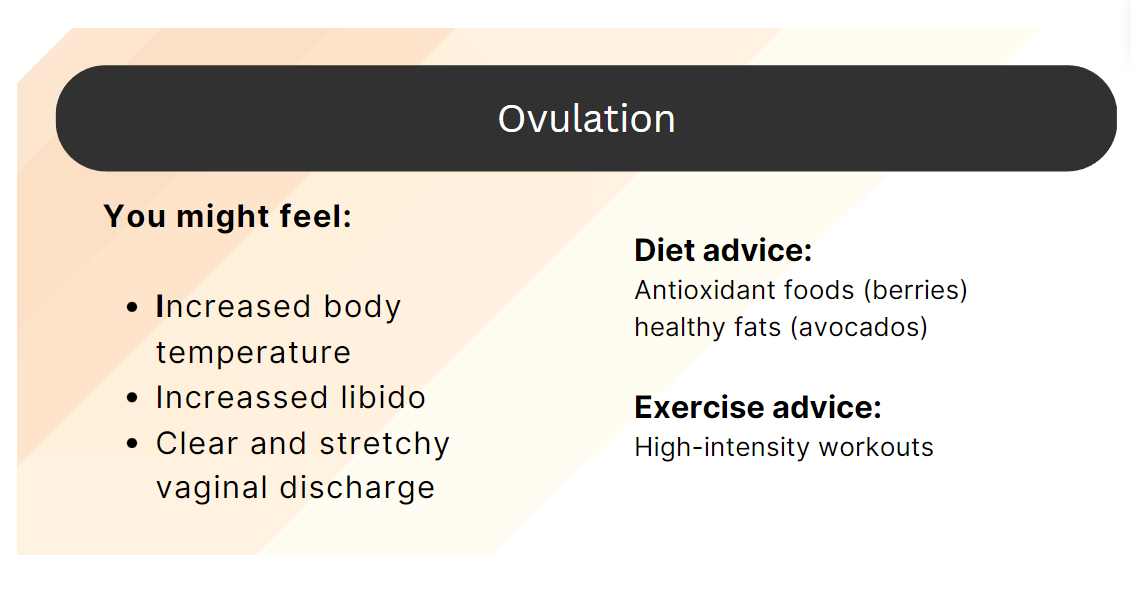 Ovulation
You might feel:
Increased body
temperature
Increassed libido
Clear and stretchy
vaginal discharge
Diet advice:
Antioxidant foods (berries)
healthy fats (avocados)
Exercise advice:
High-intensity workouts